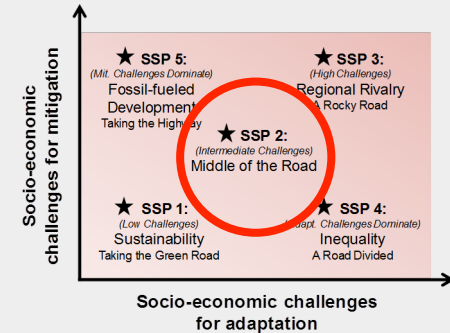 Socio-economic
challenges for mitigation
★ SSP 5:
(Mit. Challenges Dominate)
Fossil-fueled
Development
Taking the Highway
★ SSP 3:
(High Challenges)
Regional Rivalry
A Rocky Road
★ SSP 2:
(Intermediate Challenges)
Middle of the Road
★ SSP 1:
(Low Challenges)
Sustainability
Taking the Green Road
★ SSP 4:
(Adapt. Challenges Dominate)
Inequality
A Road Divided
Socio-economic challenges
for adaptation